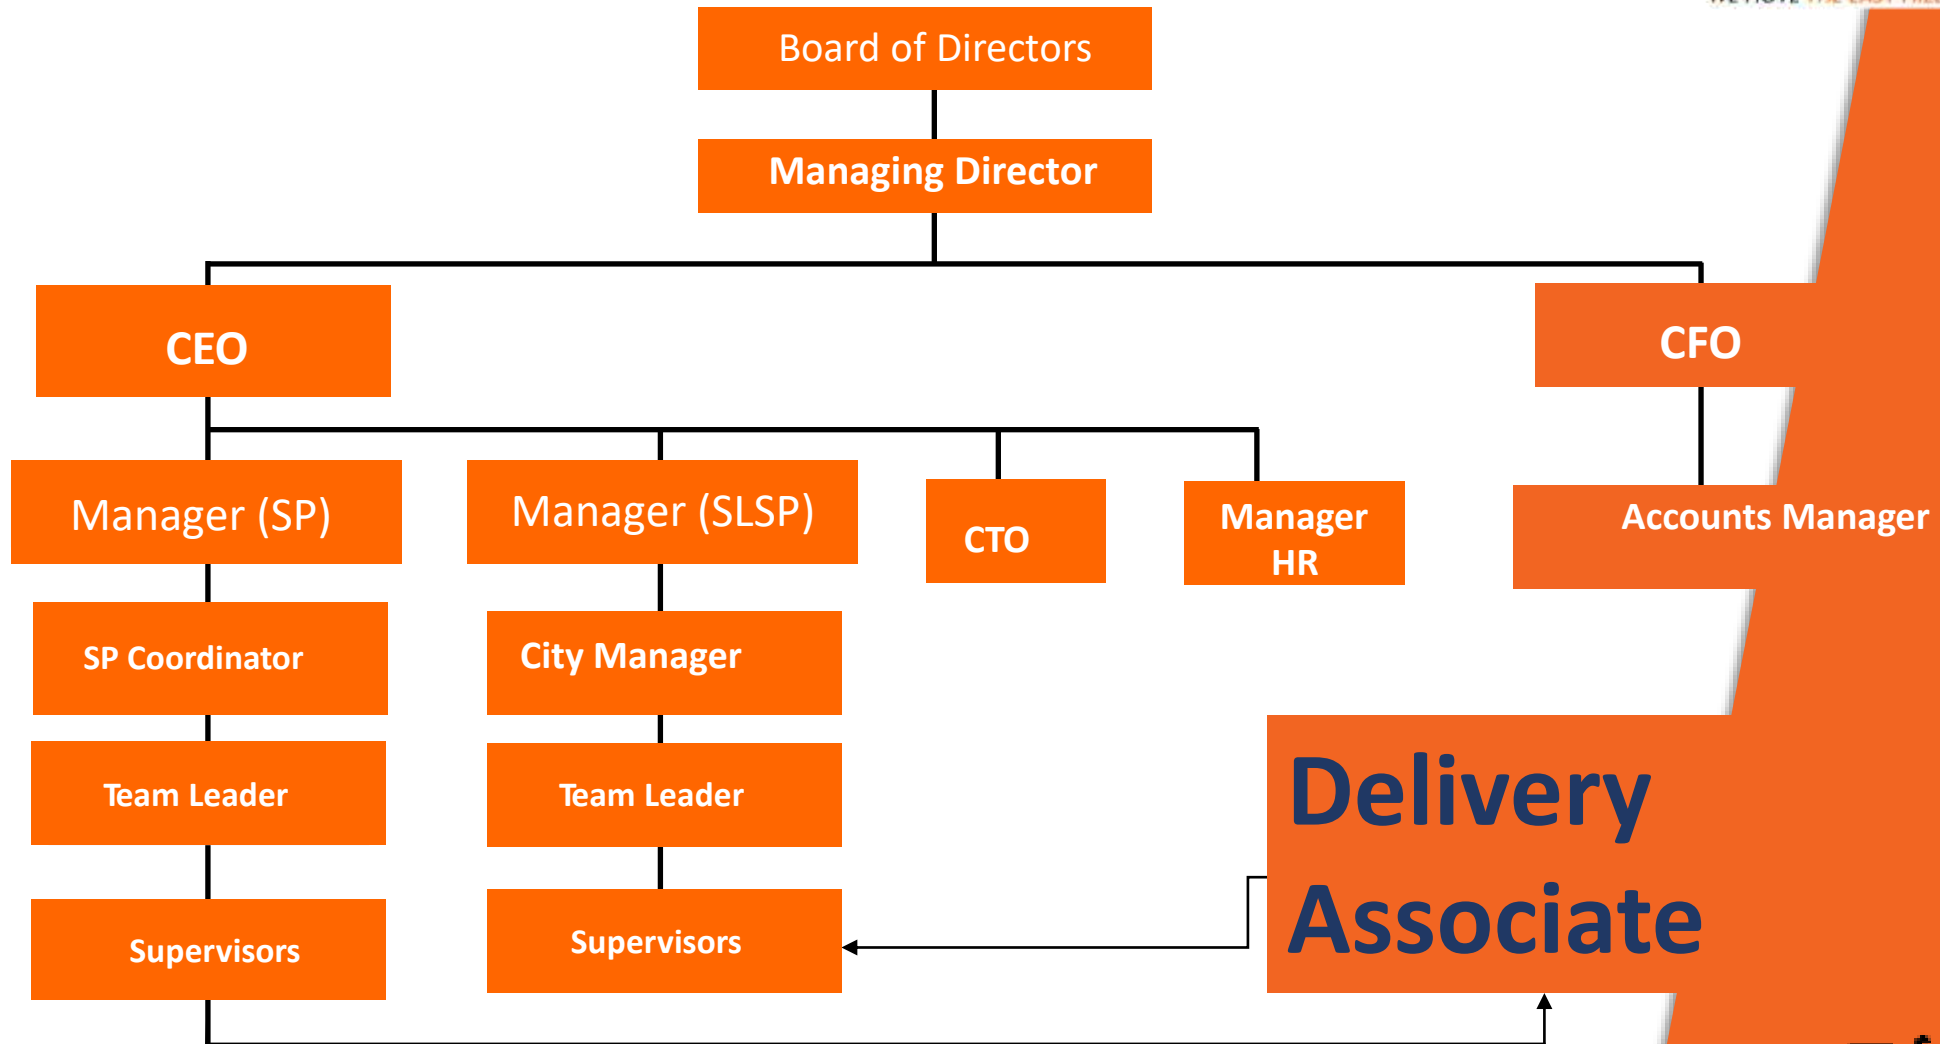 Board of Directors
Managing Director
CEO
CFO
Manager (SP)
Manager (SLSP)
CTO
Manager
HR
Accounts Manager
SP Coordinator
City Manager
Team Leader
Team Leader
Delivery
Associate
Supervisors
Supervisors